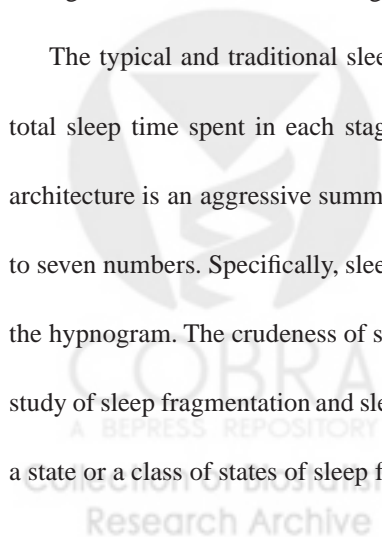 The typical and traditional slee
total sleep time spent in each stag
architecture is an aggressive summ
to seven numbers. Specifically, slee
the hypnogram. The crudeness of s
study of sleep fragmentation and sle
COBRA
A BEPRESS REPOSITORY
a state or a class of states of sleep f
Collection of Biostatist
Research Archive